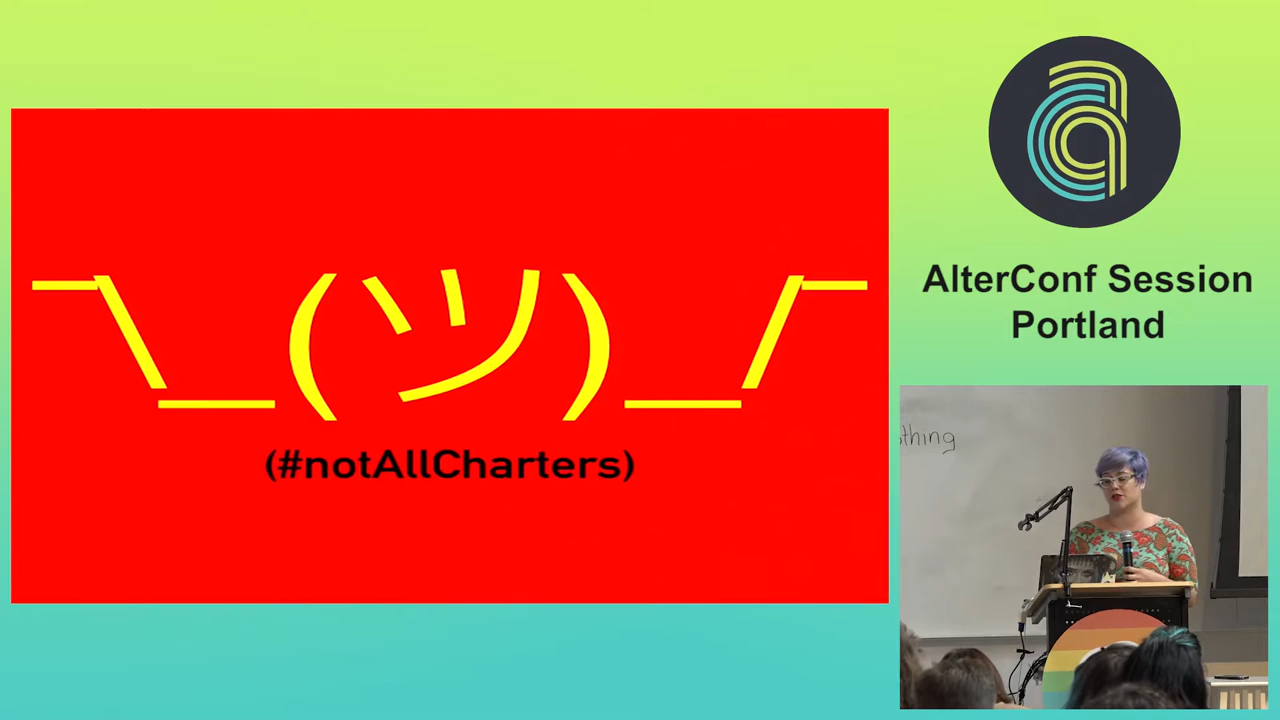 ¯\_(ツ)_/¯
(#notAllCharters)
AlterConf Session
Portland
thing